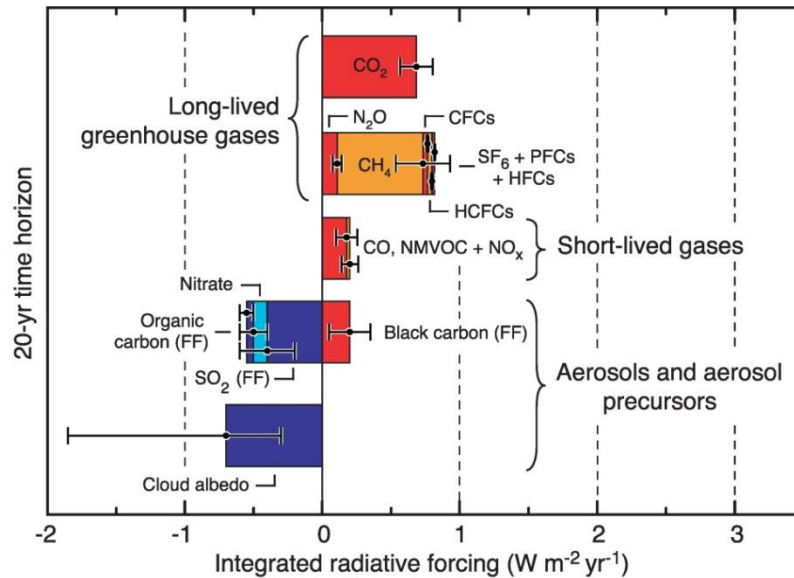 20-yr time horizon
Long-lived
greenhouse gases
CO₂
N₂O
CFCs
CH₄
SF₆ + PFCs
+ HFCs
HCFCs
CO, NMVOC + NOₓ
Short-lived gases
Nitrate
Organic
carbon (FF)
SO₂ (FF)
Black carbon (FF)
Aerosols and aerosol
precursors
Cloud albedo
-2 -1 0 1 2 3
Integrated radiative forcing (W m⁻² yr⁻¹)